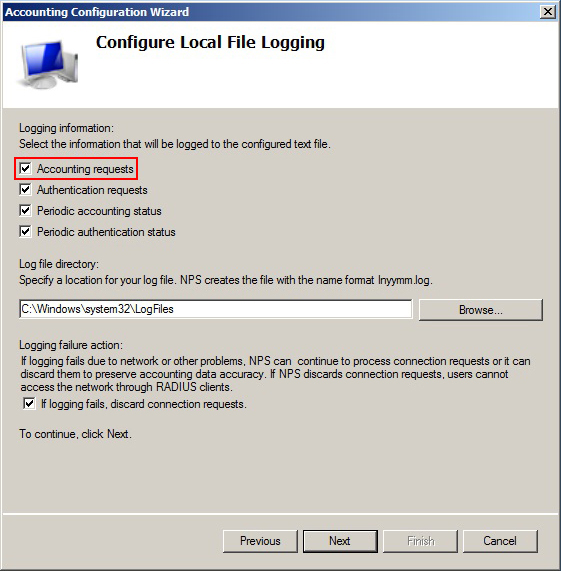 Accounting Configuration Wizard
Configure Local File Logging
Logging information:
Select the information that will be logged to the configured text file.
Accounting requests
Authentication requests
Periodic accounting status
Periodic authentication status
Log file directory:
Specify a location for your log file. NPS creates the file with the name format Inyymm.log.
C:\Windows\system32\LogFiles
Browse...
Logging failure action:
If logging fails due to network or other problems, NPS can  continue to process connection requests or it can
discard them to preserve accounting data accuracy. If NPS discards connection requests, users cannot
access the network through RADIUS clients.
If logging fails, discard connection requests.
To continue, click Next.
Previous
Next
Finish
Cancel